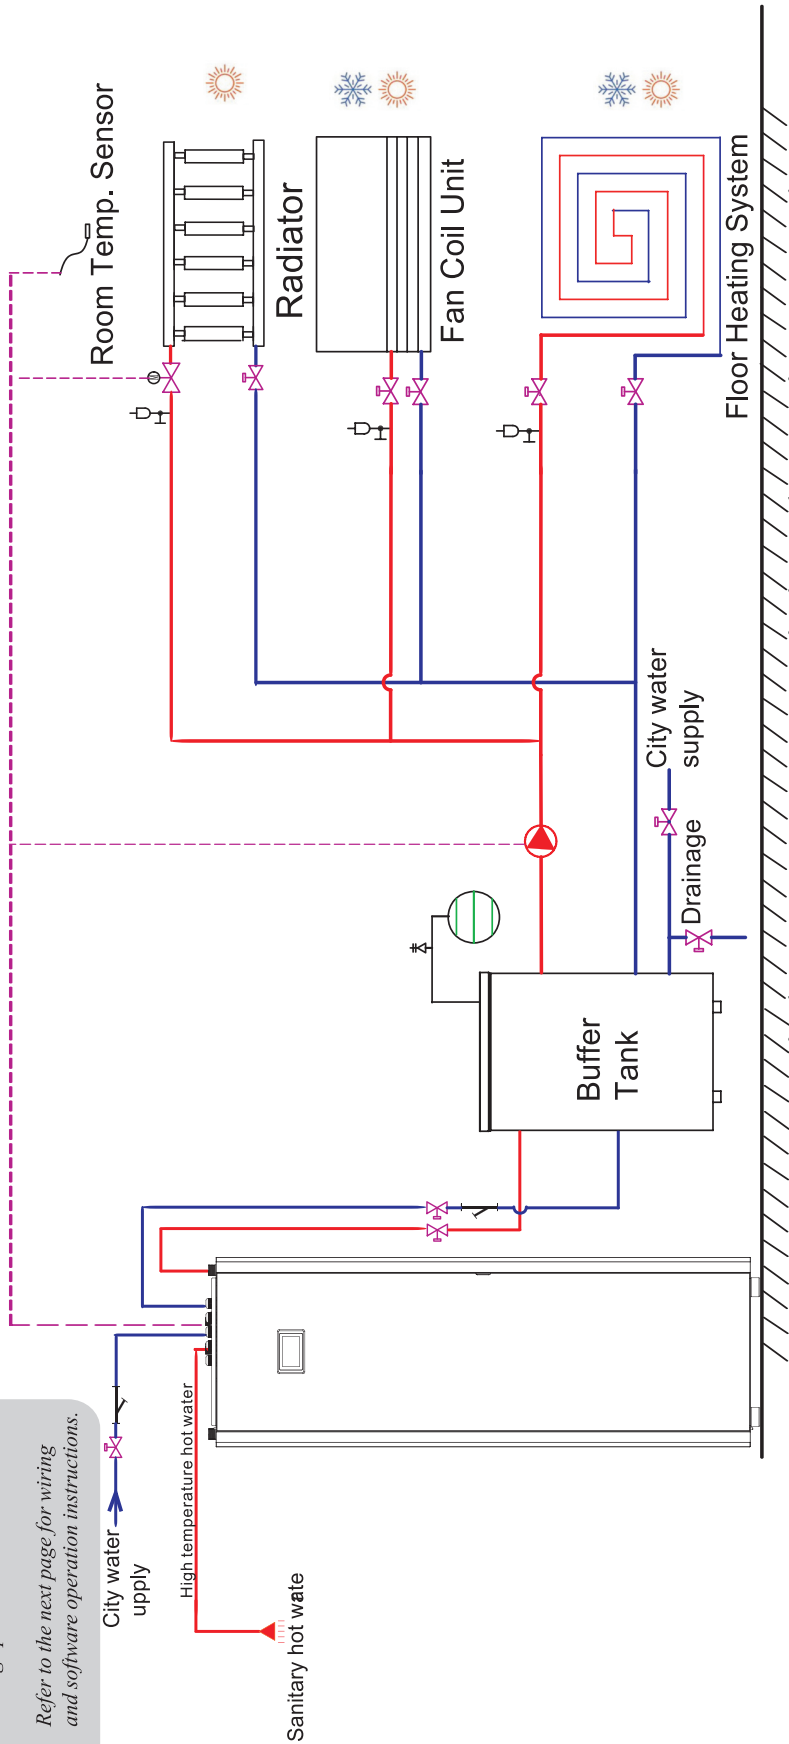 Refer to the next page for wiring
and software operation instructions.
City water
upply
High temperature hot water
Sanitary hot wate
Buffer
Tank
Drainage
City water
supply
Room Temp. Sensor
Radiator
Fan Coil Unit
Floor Heating System